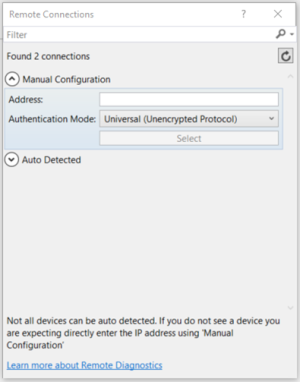 Remote Connections ? ×
Filter
Found 2 connections
Manual Configuration
Address:
Authentication Mode: Universal (Unencrypted Protocol)
Select
Auto Detected
Not all devices can be auto detected. If you do not see a device you
are expecting directly enter the IP address using 'Manual
Configuration'
Learn more about Remote Diagnostics